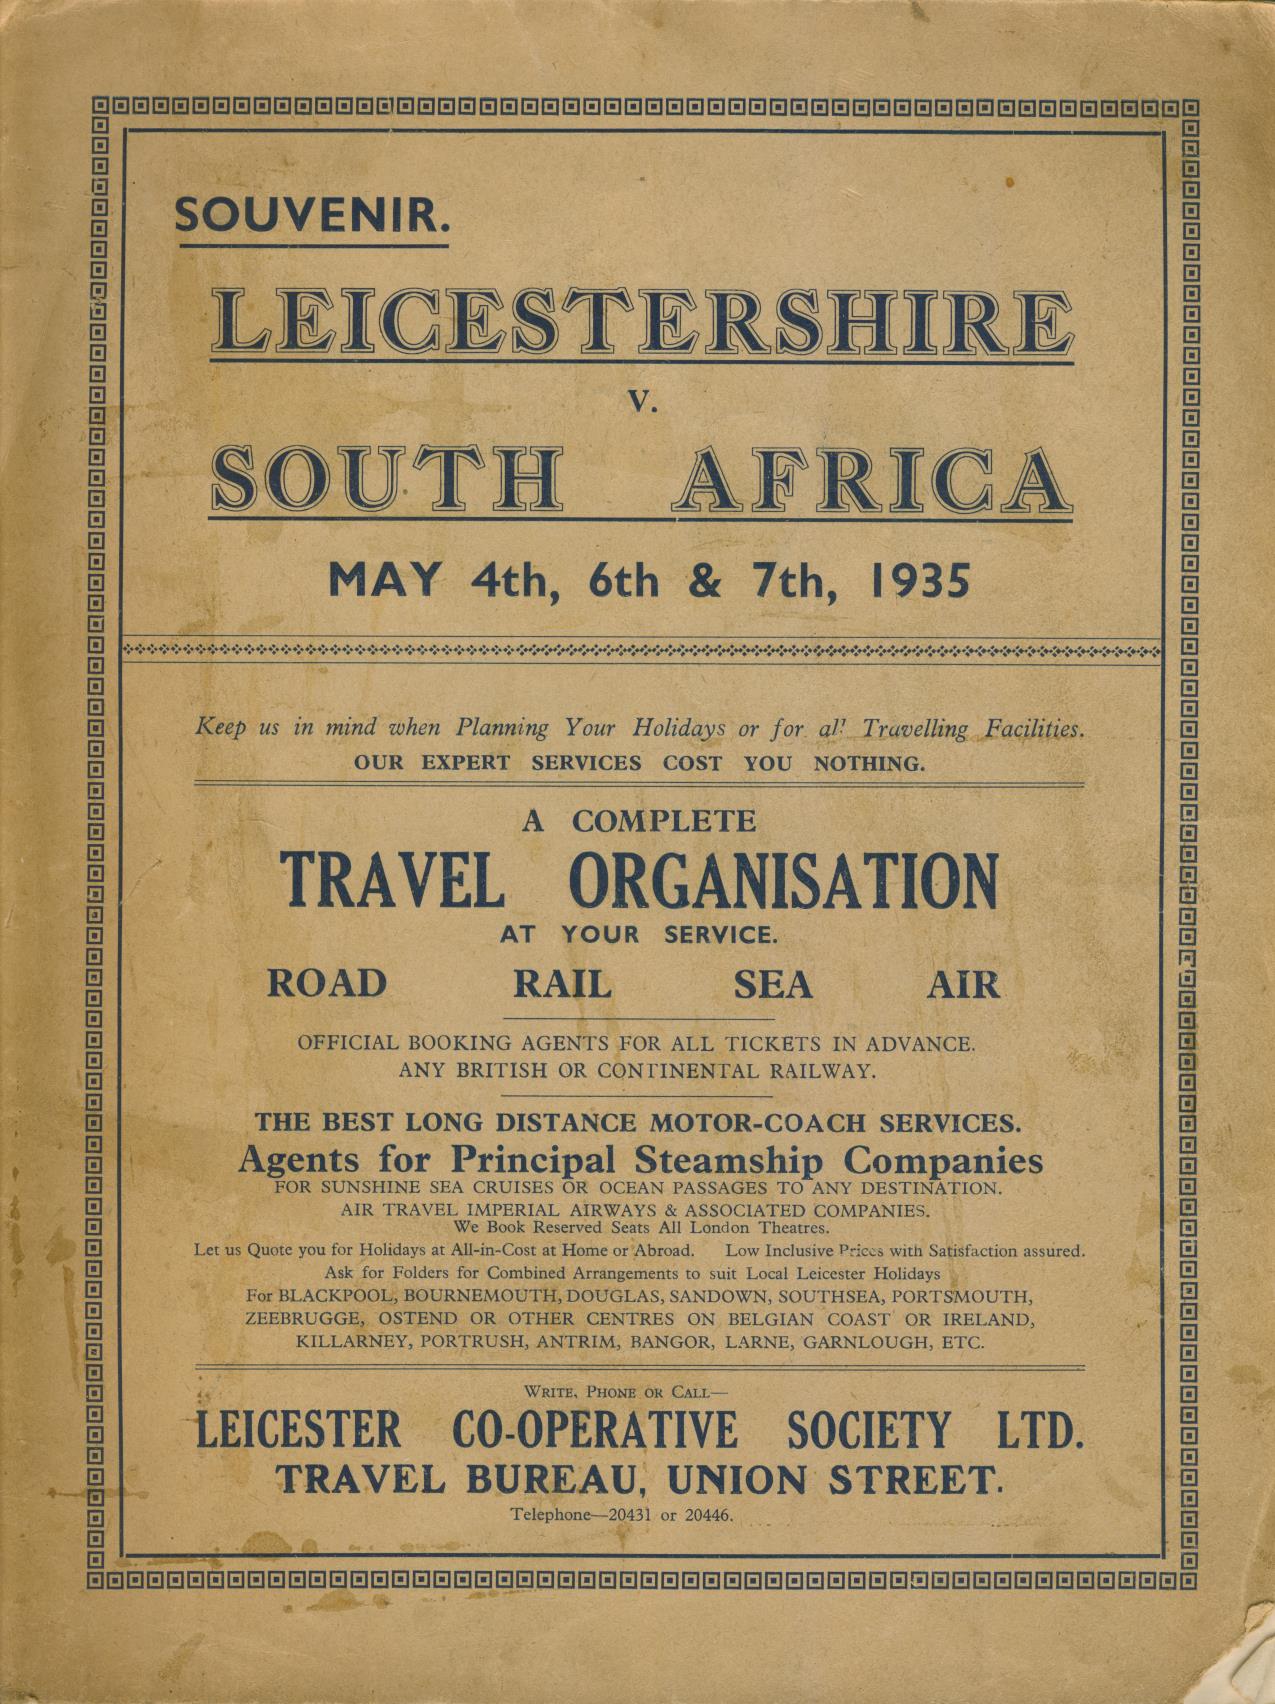 SOUVENIR.
LEICESTERSHIRE
V.
SOUTH AFRICA
MAY 4th, 6th & 7th, 1935
Keep us in mind when Planning Your Holidays or for all Travelling Facilities.
OUR EXPERT SERVICES COST YOU NOTHING.
A COMPLETE
TRAVEL ORGANISATION
AT YOUR SERVICE.
ROAD RAIL SEA AIR
OFFICIAL BOOKING AGENTS FOR ALL TICKETS IN ADVANCE.
ANY BRITISH OR CONTINENTAL RAILWAY.
THE BEST LONG DISTANCE MOTOR-COACH SERVICES.
Agents for Principal Steamship Companies
FOR SUNSHINE SEA CRUISES OR OCEAN PASSAGES TO ANY DESTINATION.
AIR TRAVEL IMPERIAL AIRWAYS & ASSOCIATED COMPANIES.
We Book Reserved Seats All London Theatres.
Let us Quote you for Holidays at All-in-Cost at Home or Abroad. Low Inclusive Prices with Satisfaction assured.
Ask for Folders for Combined Arrangements to suit Local Leicester Holidays
For BLACKPOOL, BOURNEMOUTH, DOUGLAS, SANDOWN, SOUTHSEA, PORTSMOUTH,
ZEEBRUGGE, OSTEND OR OTHER CENTRES ON BELGIAN COAST OR IRELAND,
KILLARNEY, PORTRUSH, ANTRIM, BANGOR, LARNE, GARNLOUGH, ETC.
WRITE, PHONE OR CALL—
LEICESTER CO-OPERATIVE SOCIETY LTD.
TRAVEL BUREAU, UNION STREET.
Telephone—20431 or 20446.